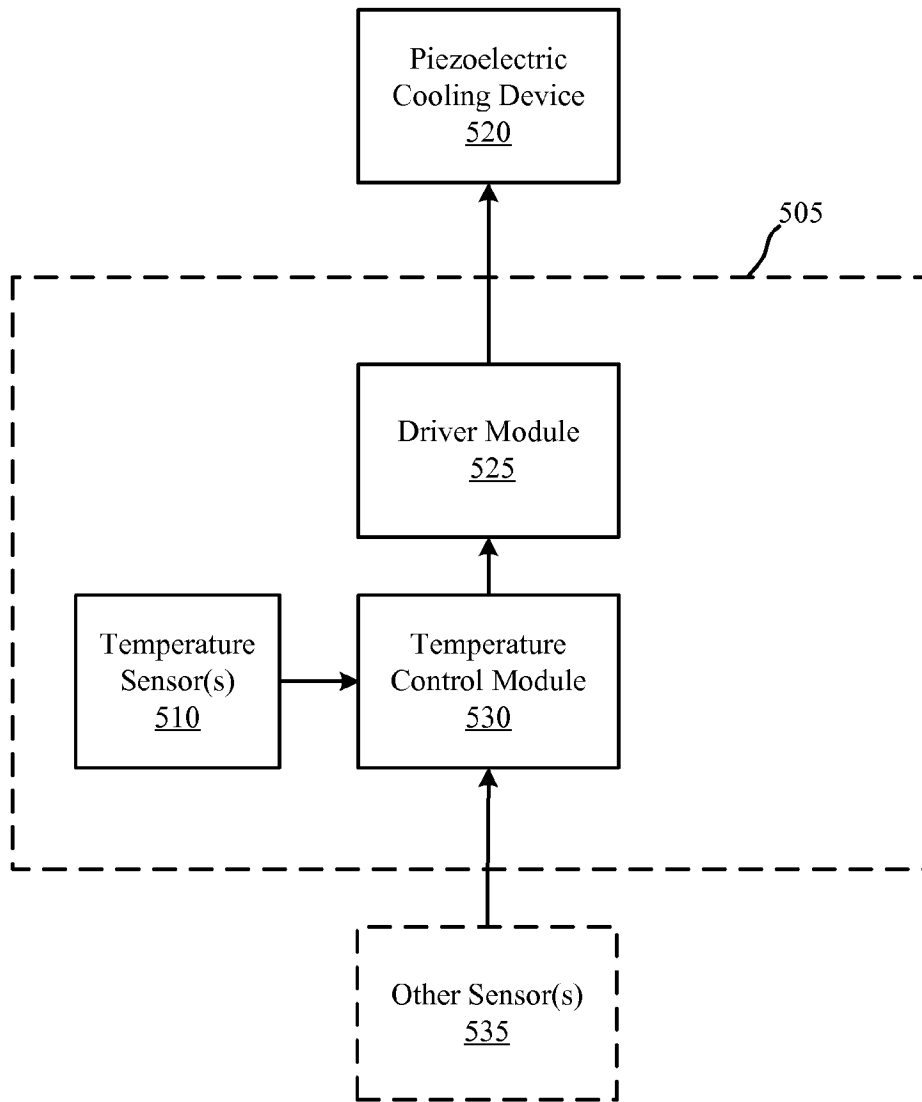 Piezoelectric
Cooling Device
520
505
Driver Module
525
Temperature
Sensor(s)
510
Temperature
Control Module
530
Other Sensor(s)
535